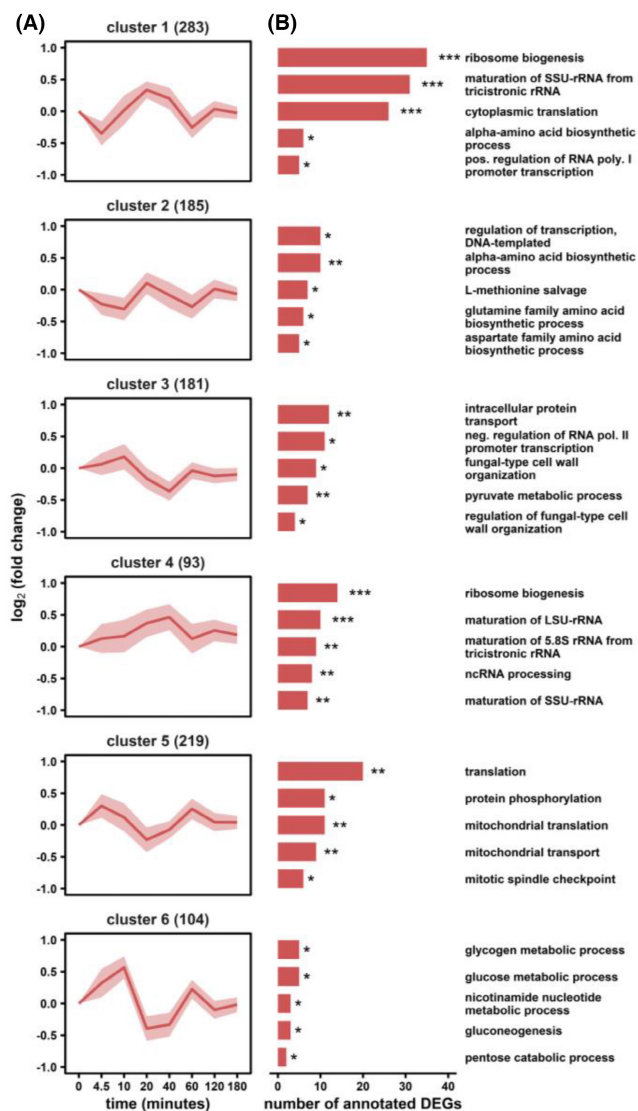 (A)
(B)
cluster 1 (283)
1.0
0.5
0.0
-0.5
-1.0
*** ribosome biogenesis
*** maturation of SSU-rRNA from
tricistronic rRNA
*** cytoplasmic translation
* alpha-amino acid biosynthetic
process
* pos. regulation of RNA poly. I
promoter transcription
cluster 2 (185)
1.0
0.5
0.0
-0.5
-1.0
* regulation of transcription,
DNA-templated
** alpha-amino acid biosynthetic
process
* L-methionine salvage
* glutamine family amino acid
biosynthetic process
* aspartate family amino acid
biosynthetic process
cluster 3 (181)
1.0
0.5
0.0
-0.5
-1.0
** intracellular protein
transport
* neg. regulation of RNA pol. II
promoter transcription
* fungal-type cell wall
organization
** pyruvate metabolic process
* regulation of fungal-type cell
wall organization
log2 (fold change)
cluster 4 (93)
1.0
0.5
0.0
-0.5
-1.0
*** ribosome biogenesis
*** maturation of LSU-rRNA
** maturation of 5.8S rRNA from
tricistronic rRNA
** ncRNA processing
** maturation of SSU-rRNA
cluster 5 (219)
1.0
0.5
0.0
-0.5
-1.0
** translation
* protein phosphorylation
** mitochondrial translation
** mitochondrial transport
* mitotic spindle checkpoint
cluster 6 (104)
1.0
0.5
0.0
-0.5
-1.0
* glycogen metabolic process
* glucose metabolic process
* nicotinamide nucleotide
metabolic process
* gluconeogenesis
* pentose catabolic process
0 4.5 10 20 40 60 120 180
time (minutes)
0 10 20 30 40
number of annotated DEGs